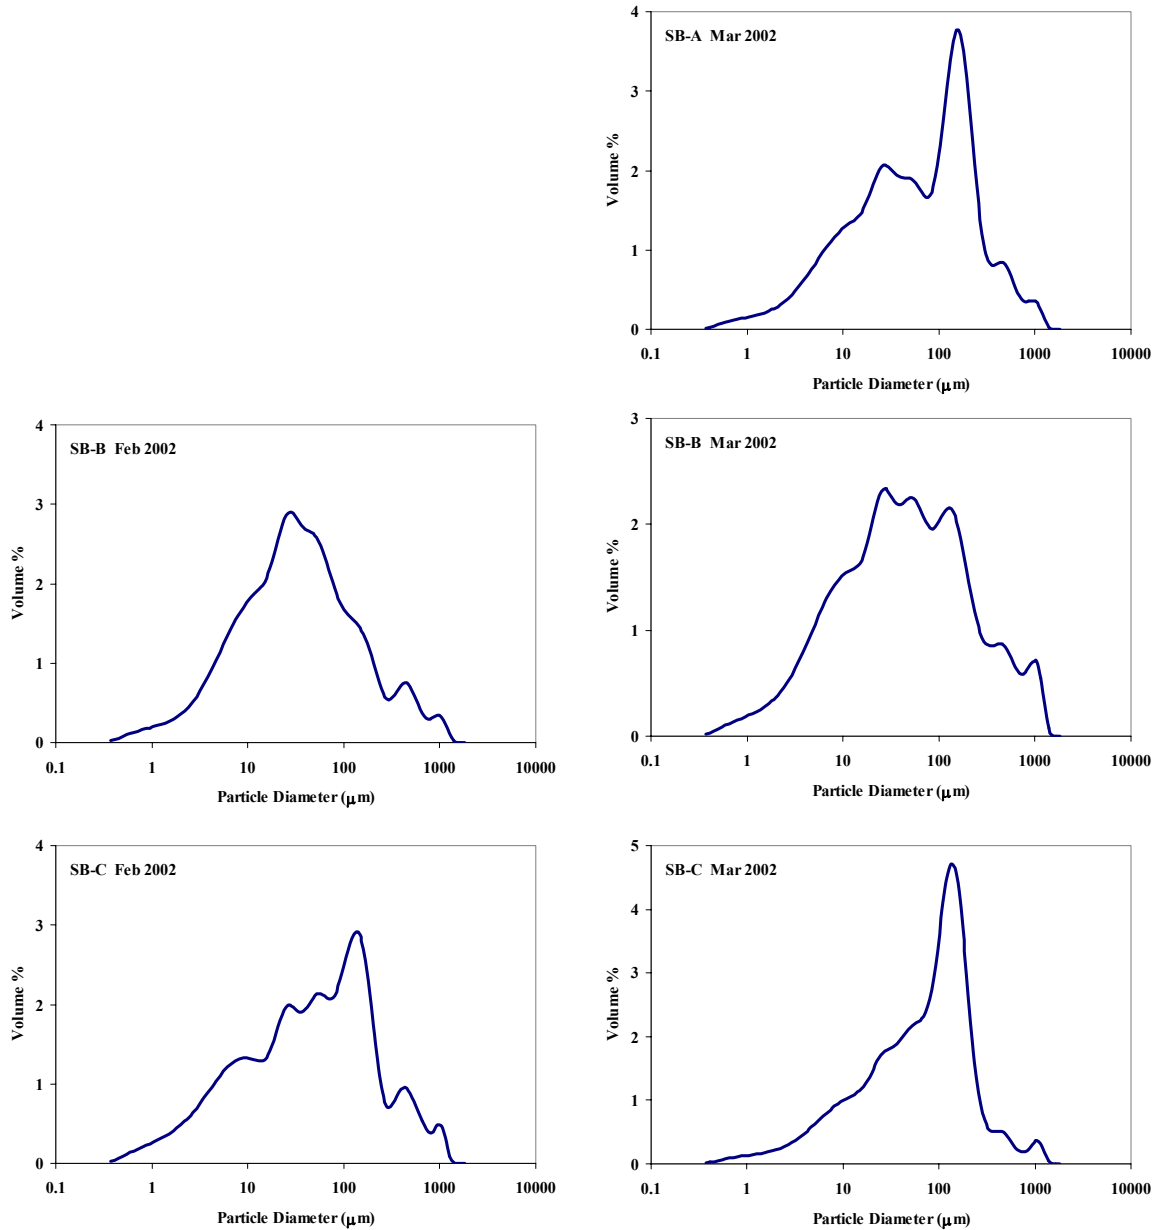 SB-A Mar 2002
Volume %
4
3
2
1
0
0.1 1 10 100 1000 10000
Particle Diameter (μm)
SB-B Feb 2002
Volume %
4
3
2
1
0
0.1 1 10 100 1000 10000
Particle Diameter (μm)
SB-B Mar 2002
Volume %
3
2
1
0
0.1 1 10 100 1000 10000
Particle Diameter (μm)
SB-C Feb 2002
Volume %
4
3
2
1
0
0.1 1 10 100 1000 10000
Particle Diameter (μm)
SB-C Mar 2002
Volume %
5
4
3
2
1
0
0.1 1 10 100 1000 10000
Particle Diameter (μm)